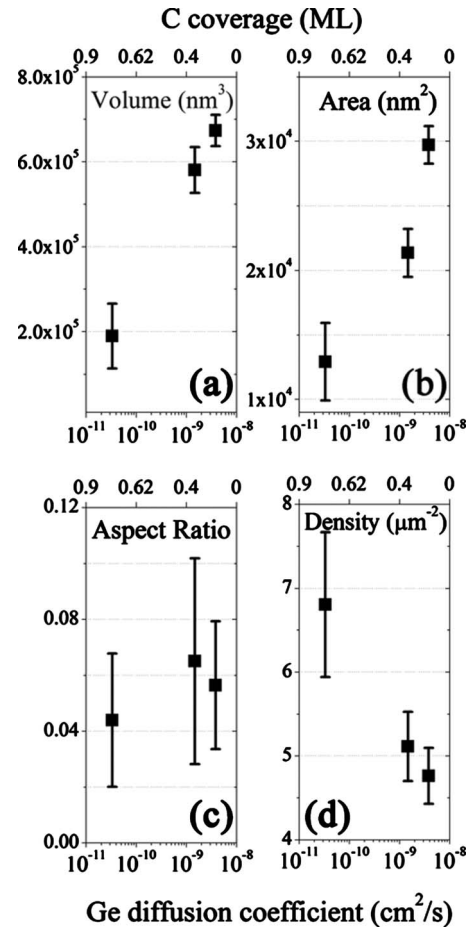 C coverage (ML)
0.9 0.62 0.34 0
0.9 0.62 0.34 0
8.0x10⁵
6.0x10⁵
4.0x10⁵
2.0x10⁵
Volume (nm³)
(a)
10⁻¹¹ 10⁻¹⁰ 10⁻⁹ 10⁻⁸
3x10⁴
2x10⁴
1x10⁴
Area (nm²)
(b)
10⁻¹¹ 10⁻¹⁰ 10⁻⁹ 10⁻⁸
0.9 0.62 0.34 0
0.9 0.62 0.34 0
0.12
0.08
0.04
0.00
Aspect Ratio
(c)
10⁻¹¹ 10⁻¹⁰ 10⁻⁹ 10⁻⁸
8
7
6
5
4
Density (µm⁻²)
(d)
10⁻¹¹ 10⁻¹⁰ 10⁻⁹ 10⁻⁸
Ge diffusion coefficient (cm²/s)